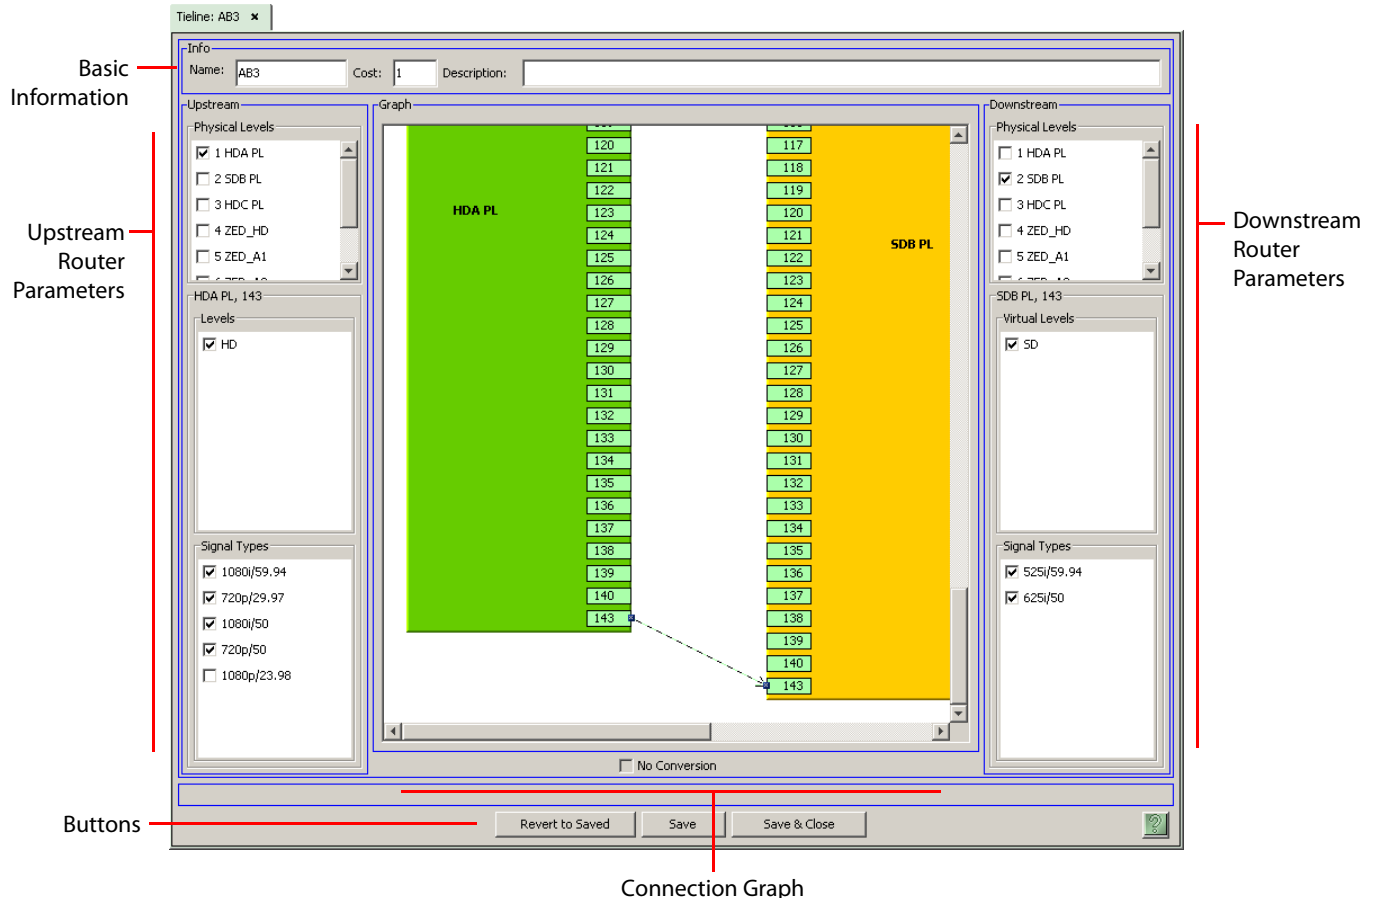 Tieline: AB3 ×
Info
Name: AB3 Cost: 1 Description:
Basic
Information
Upstream
Physical Levels
1 HDA PL
2 SDB PL
3 HDC PL
4 ZED_HD
5 ZED_A1
HDA PL, 143
Levels
HD
Signal Types
1080i/59.94
720p/29.97
1080i/50
720p/50
1080p/23.98
Upstream
Router
Parameters
Graph
HDA PL
120
121
122
123
124
125
126
127
128
129
130
131
132
133
134
135
136
137
138
139
140
143
SDB PL
117
118
119
120
121
122
123
124
125
126
127
128
129
130
131
132
133
134
135
136
137
138
139
140
143
No Conversion
Downstream
Physical Levels
1 HDA PL
2 SDB PL
3 HDC PL
4 ZED_HD
5 ZED_A1
SDB PL, 143
Virtual Levels
SD
Signal Types
525i/59.94
625i/50
Downstream
Router
Parameters
Buttons
Revert to Saved
Save
Save & Close
?
Connection Graph